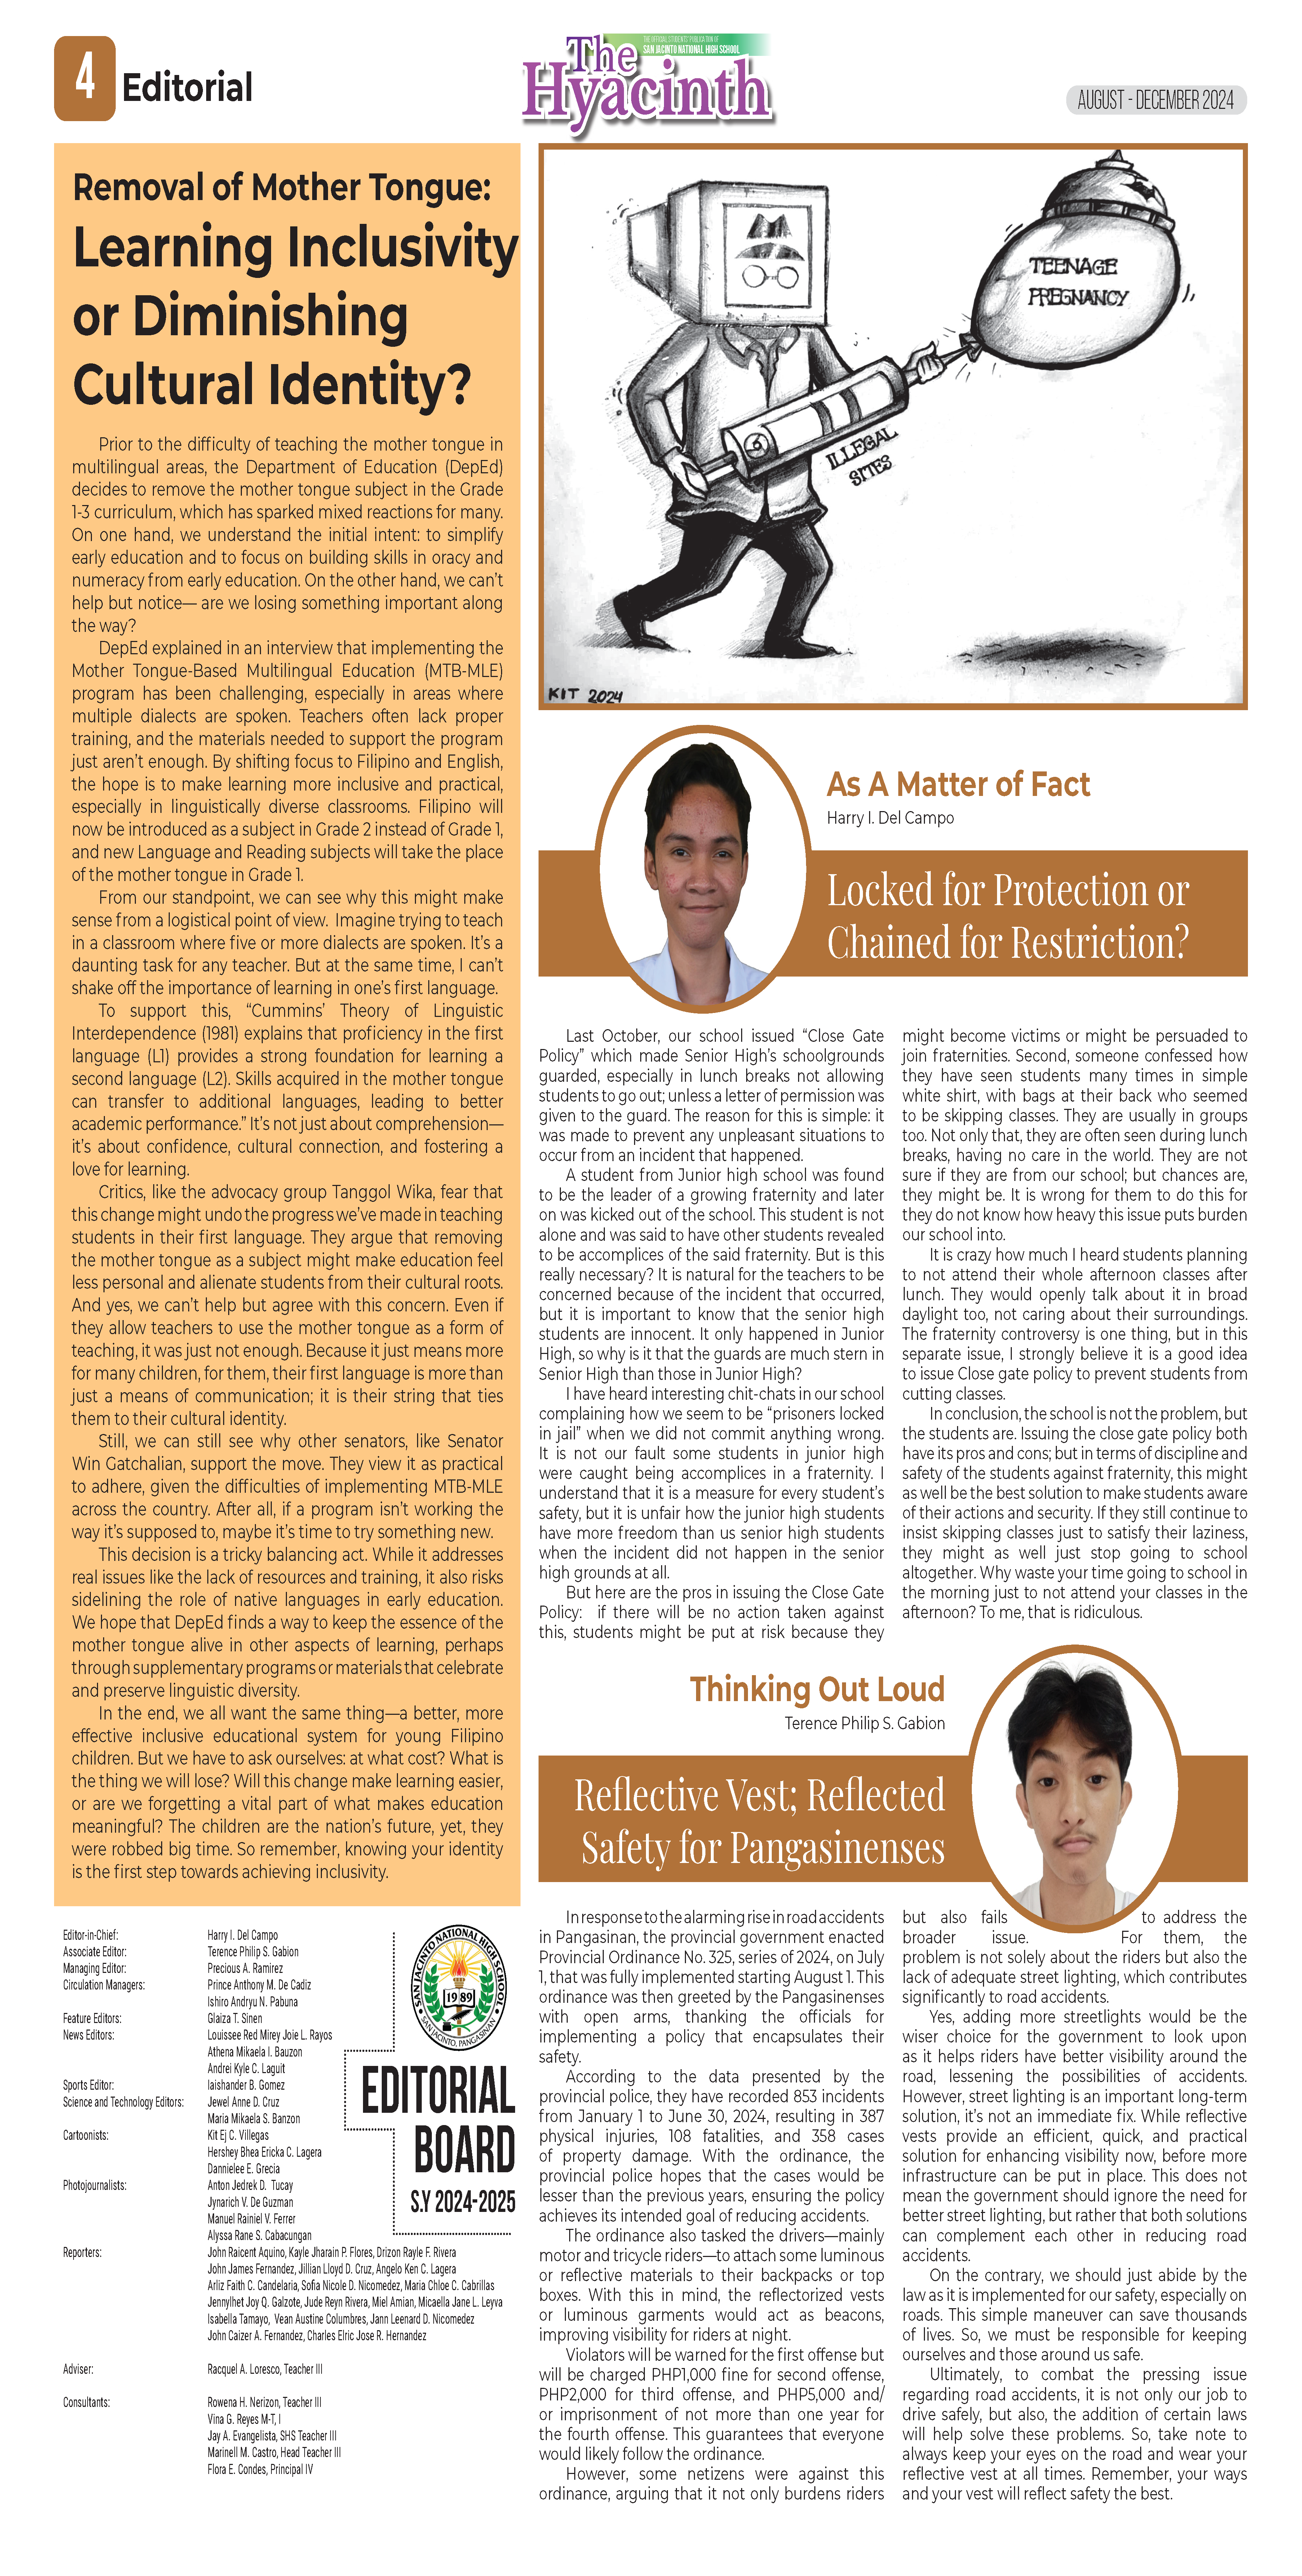 4
Editorial
THE OFFICIAL STUDENTS' PUBLICATION OF
SAN JACINTO NATIONAL HIGH SCHOOL
The
Hyacinth
AUGUST - DECEMBER 2024
Removal of Mother Tongue:
Learning Inclusivity
or Diminishing
Cultural Identity?
Prior to the difficulty of teaching the mother tongue in
multilingual areas, the Department of Education (DepEd)
decides to remove the mother tongue subject in the Grade
1-3 curriculum, which has sparked mixed reactions for many.
On one hand, we understand the initial intent: to simplify
early education and to focus on building skills in oracy and
numeracy from early education. On the other hand, we can't
help but notice— are we losing something important along
the way?
DepEd explained in an interview that implementing the
Mother Tongue-Based Multilingual Education (MTB-MLE)
program has been challenging, especially in areas where
multiple dialects are spoken. Teachers often lack proper
training, and the materials needed to support the program
just aren't enough. By shifting focus to Filipino and English,
the hope is to make learning more inclusive and practical,
especially in linguistically diverse classrooms. Filipino will
now be introduced as a subject in Grade 2 instead of Grade 1,
and new Language and Reading subjects will take the place
of the mother tongue in Grade 1.
From our standpoint, we can see why this might make
sense from a logistical point of view. Imagine trying to teach
in a classroom where five or more dialects are spoken. It's a
daunting task for any teacher. But at the same time, I can't
shake off the importance of learning in one's first language.
To support this, “Cummins’ Theory of Linguistic
Interdependence (1981) explains that proficiency in the first
language (L1) provides a strong foundation for learning a
second language (L2). Skills acquired in the mother tongue
can transfer to additional languages, leading to better
academic performance.” It's not just about comprehension—
it's about confidence, cultural connection, and fostering a
love for learning.
Critics, like the advocacy group Tanggol Wika, fear that
this change might undo the progress we've made in teaching
students in their first language. They argue that removing
the mother tongue as a subject might make education feel
less personal and alienate students from their cultural roots.
And yes, we can't help but agree with this concern. Even if
they allow teachers to use the mother tongue as a form of
teaching, it was just not enough. Because it just means more
for many children, for them, their first language is more than
just a means of communication; it is their string that ties
them to their cultural identity.
Still, we can still see why other senators, like Senator
Win Gatchalian, support the move. They view it as practical
to adhere, given the difficulties of implementing MTB-MLE
across the country. After all, if a program isn't working the
way it's supposed to, maybe it's time to try something new.
This decision is a tricky balancing act. While it addresses
real issues like the lack of resources and training, it also risks
sidelining the role of native languages in early education.
We hope that DepEd finds a way to keep the essence of the
mother tongue alive in other aspects of learning, perhaps
through supplementary programs or materials that celebrate
and preserve linguistic diversity.
In the end, we all want the same thing—a better, more
effective inclusive educational system for young Filipino
children. But we have to ask ourselves: at what cost? What is
the thing we will lose? Will this change make learning easier,
or are we forgetting a vital part of what makes education
meaningful? The children are the nation's future, yet, they
were robbed big time. So remember, knowing your identity
is the first step towards achieving inclusivity.
Editor-in-Chief: Harry I. Del Campo
Associate Editor: Terence Philip S. Gabion
Managing Editor: Precious A. Ramirez
Circulation Managers: Prince Anthony M. De Cadiz
Ishiro Andryu N. Pabuna
Feature Editors: Glaiza T. Sinen
News Editors: Louissee Red Mirey Joie L. Rayos
Athena Mikaela I. Bauzon
Andrei Kyle C. Laguit
Sports Editor: Iaishander B. Gomez
Science and Technology Editors: Jewel Anne D. Cruz
Maria Mikaela S. Banzon
Cartoonists: Kit Ej C. Villegas
Hershey Bhea Ericka C. Lagera
Dannielee E. Grecia
Photojournalists: Anton Jedrek D. Tucay
Jynarich V. De Guzman
Manuel Rainiel V. Ferrer
Alyssa Rane S. Cabacungan
Reporters: John Raicent Aquino, Kayle Jharain P. Flores, Drizon Rayle F. Rivera
John James Fernandez, Jillian Lloyd D. Cruz, Angelo Ken C. Lagera
Arliz Faith C. Candelaria, Sofia Nicole D. Nicomedez, Maria Chloe C. Cabrillas
Jennylhet Joy Q. Galzote, Jude Reyn Rivera, Miel Amian, Micaella Jane L. Leyva
Isabella Tamayo, Vean Austine Columbres, Jann Leenard D. Nicomedez
John Caizer A. Fernandez, Charles Elric Jose R. Hernandez
Adviser: Racquel A. Loresco, Teacher III
Consultants: Rowena H. Nerizon, Teacher III
Vina G. Reyes M-T, I
Jay A. Evangelista, SHS Teacher III
Marinell M. Castro, Head Teacher III
Flora E. Condes, Principal IV
SAN JACINTO NATIONAL HIGH SCHOOL
1989
SAN JACINTO, PANGASINAN
EDITORIAL
BOARD
S.Y 2024-2025
TEENAGE
PREGNANCY
ILLEGAL
SITES
KIT 2024
As A Matter of Fact
Harry I. Del Campo
Locked for Protection or
Chained for Restriction?
Last October, our school issued “Close Gate
Policy” which made Senior High's schoolgrounds
guarded, especially in lunch breaks not allowing
students to go out; unless a letter of permission was
given to the guard. The reason for this is simple: it
was made to prevent any unpleasant situations to
occur from an incident that happened.
A student from Junior high school was found
to be the leader of a growing fraternity and later
on was kicked out of the school. This student is not
alone and was said to have other students revealed
to be accomplices of the said fraternity. But is this
really necessary? It is natural for the teachers to be
concerned because of the incident that occurred,
but it is important to know that the senior high
students are innocent. It only happened in Junior
High, so why is it that the guards are much stern in
Senior High than those in Junior High?
I have heard interesting chit-chats in our school
complaining how we seem to be “prisoners locked
in jail” when we did not commit anything wrong.
It is not our fault some students in junior high
were caught being accomplices in a fraternity. I
understand that it is a measure for every student's
safety, but it is unfair how the junior high students
have more freedom than us senior high students
when the incident did not happen in the senior
high grounds at all.
But here are the pros in issuing the Close Gate
Policy: if there will be no action taken against
this, students might be put at risk because they
might become victims or might be persuaded to
join fraternities. Second, someone confessed how
they have seen students many times in simple
white shirt, with bags at their back who seemed
to be skipping classes. They are usually in groups
too. Not only that, they are often seen during lunch
breaks, having no care in the world. They are not
sure if they are from our school; but chances are,
they might be. It is wrong for them to do this for
they do not know how heavy this issue puts burden
our school into.
It is crazy how much I heard students planning
to not attend their whole afternoon classes after
lunch. They would openly talk about it in broad
daylight too, not caring about their surroundings.
The fraternity controversy is one thing, but in this
separate issue, I strongly believe it is a good idea
to issue Close gate policy to prevent students from
cutting classes.
In conclusion, the school is not the problem, but
the students are. Issuing the close gate policy both
have its pros and cons; but in terms of discipline and
safety of the students against fraternity, this might
as well be the best solution to make students aware
of their actions and security. If they still continue to
insist skipping classes just to satisfy their laziness,
they might as well just stop going to school
altogether. Why waste your time going to school in
the morning just to not attend your classes in the
afternoon? To me, that is ridiculous.
Thinking Out Loud
Terence Philip S. Gabion
Reflective Vest; Reflected
Safety for Pangasinenses
In response to the alarming rise in road accidents
in Pangasinan, the provincial government enacted
Provincial Ordinance No. 325, series of 2024, on July
1, that was fully implemented starting August 1. This
ordinance was then greeted by the Pangasinenses
with open arms, thanking the officials for
implementing a policy that encapsulates their
safety.
According to the data presented by the
provincial police, they have recorded 853 incidents
from January 1 to June 30, 2024, resulting in 387
physical injuries, 108 fatalities, and 358 cases
of property damage. With the ordinance, the
provincial police hopes that the cases would be
lesser than the previous years, ensuring the policy
achieves its intended goal of reducing accidents.
The ordinance also tasked the drivers—mainly
motor and tricycle riders—to attach some luminous
or reflective materials to their backpacks or top
boxes. With this in mind, the reflectorized vests
or luminous garments would act as beacons,
improving visibility for riders at night.
Violators will be warned for the first offense but
will be charged PHP1,000 fine for second offense,
PHP2,000 for third offense, and PHP5,000 and/
or imprisonment of not more than one year for
the fourth offense. This guarantees that everyone
would likely follow the ordinance.
However, some netizens were against this
ordinance, arguing that it not only burdens riders
but also fails to address the
broader issue. For them, the
problem is not solely about the riders but also the
lack of adequate street lighting, which contributes
significantly to road accidents.
Yes, adding more streetlights would be the
wiser choice for the government to look upon
as it helps riders have better visibility around the
road, lessening the possibilities of accidents.
However, street lighting is an important long-term
solution, it's not an immediate fix. While reflective
vests provide an efficient, quick, and practical
solution for enhancing visibility now, before more
infrastructure can be put in place. This does not
mean the government should ignore the need for
better street lighting, but rather that both solutions
can complement each other in reducing road
accidents.
On the contrary, we should just abide by the
law as it is implemented for our safety, especially on
roads. This simple maneuver can save thousands
of lives. So, we must be responsible for keeping
ourselves and those around us safe.
Ultimately, to combat the pressing issue
regarding road accidents, it is not only our job to
drive safely, but also, the addition of certain laws
will help solve these problems. So, take note to
always keep your eyes on the road and wear your
reflective vest at all times. Remember, your ways
and your vest will reflect safety the best.